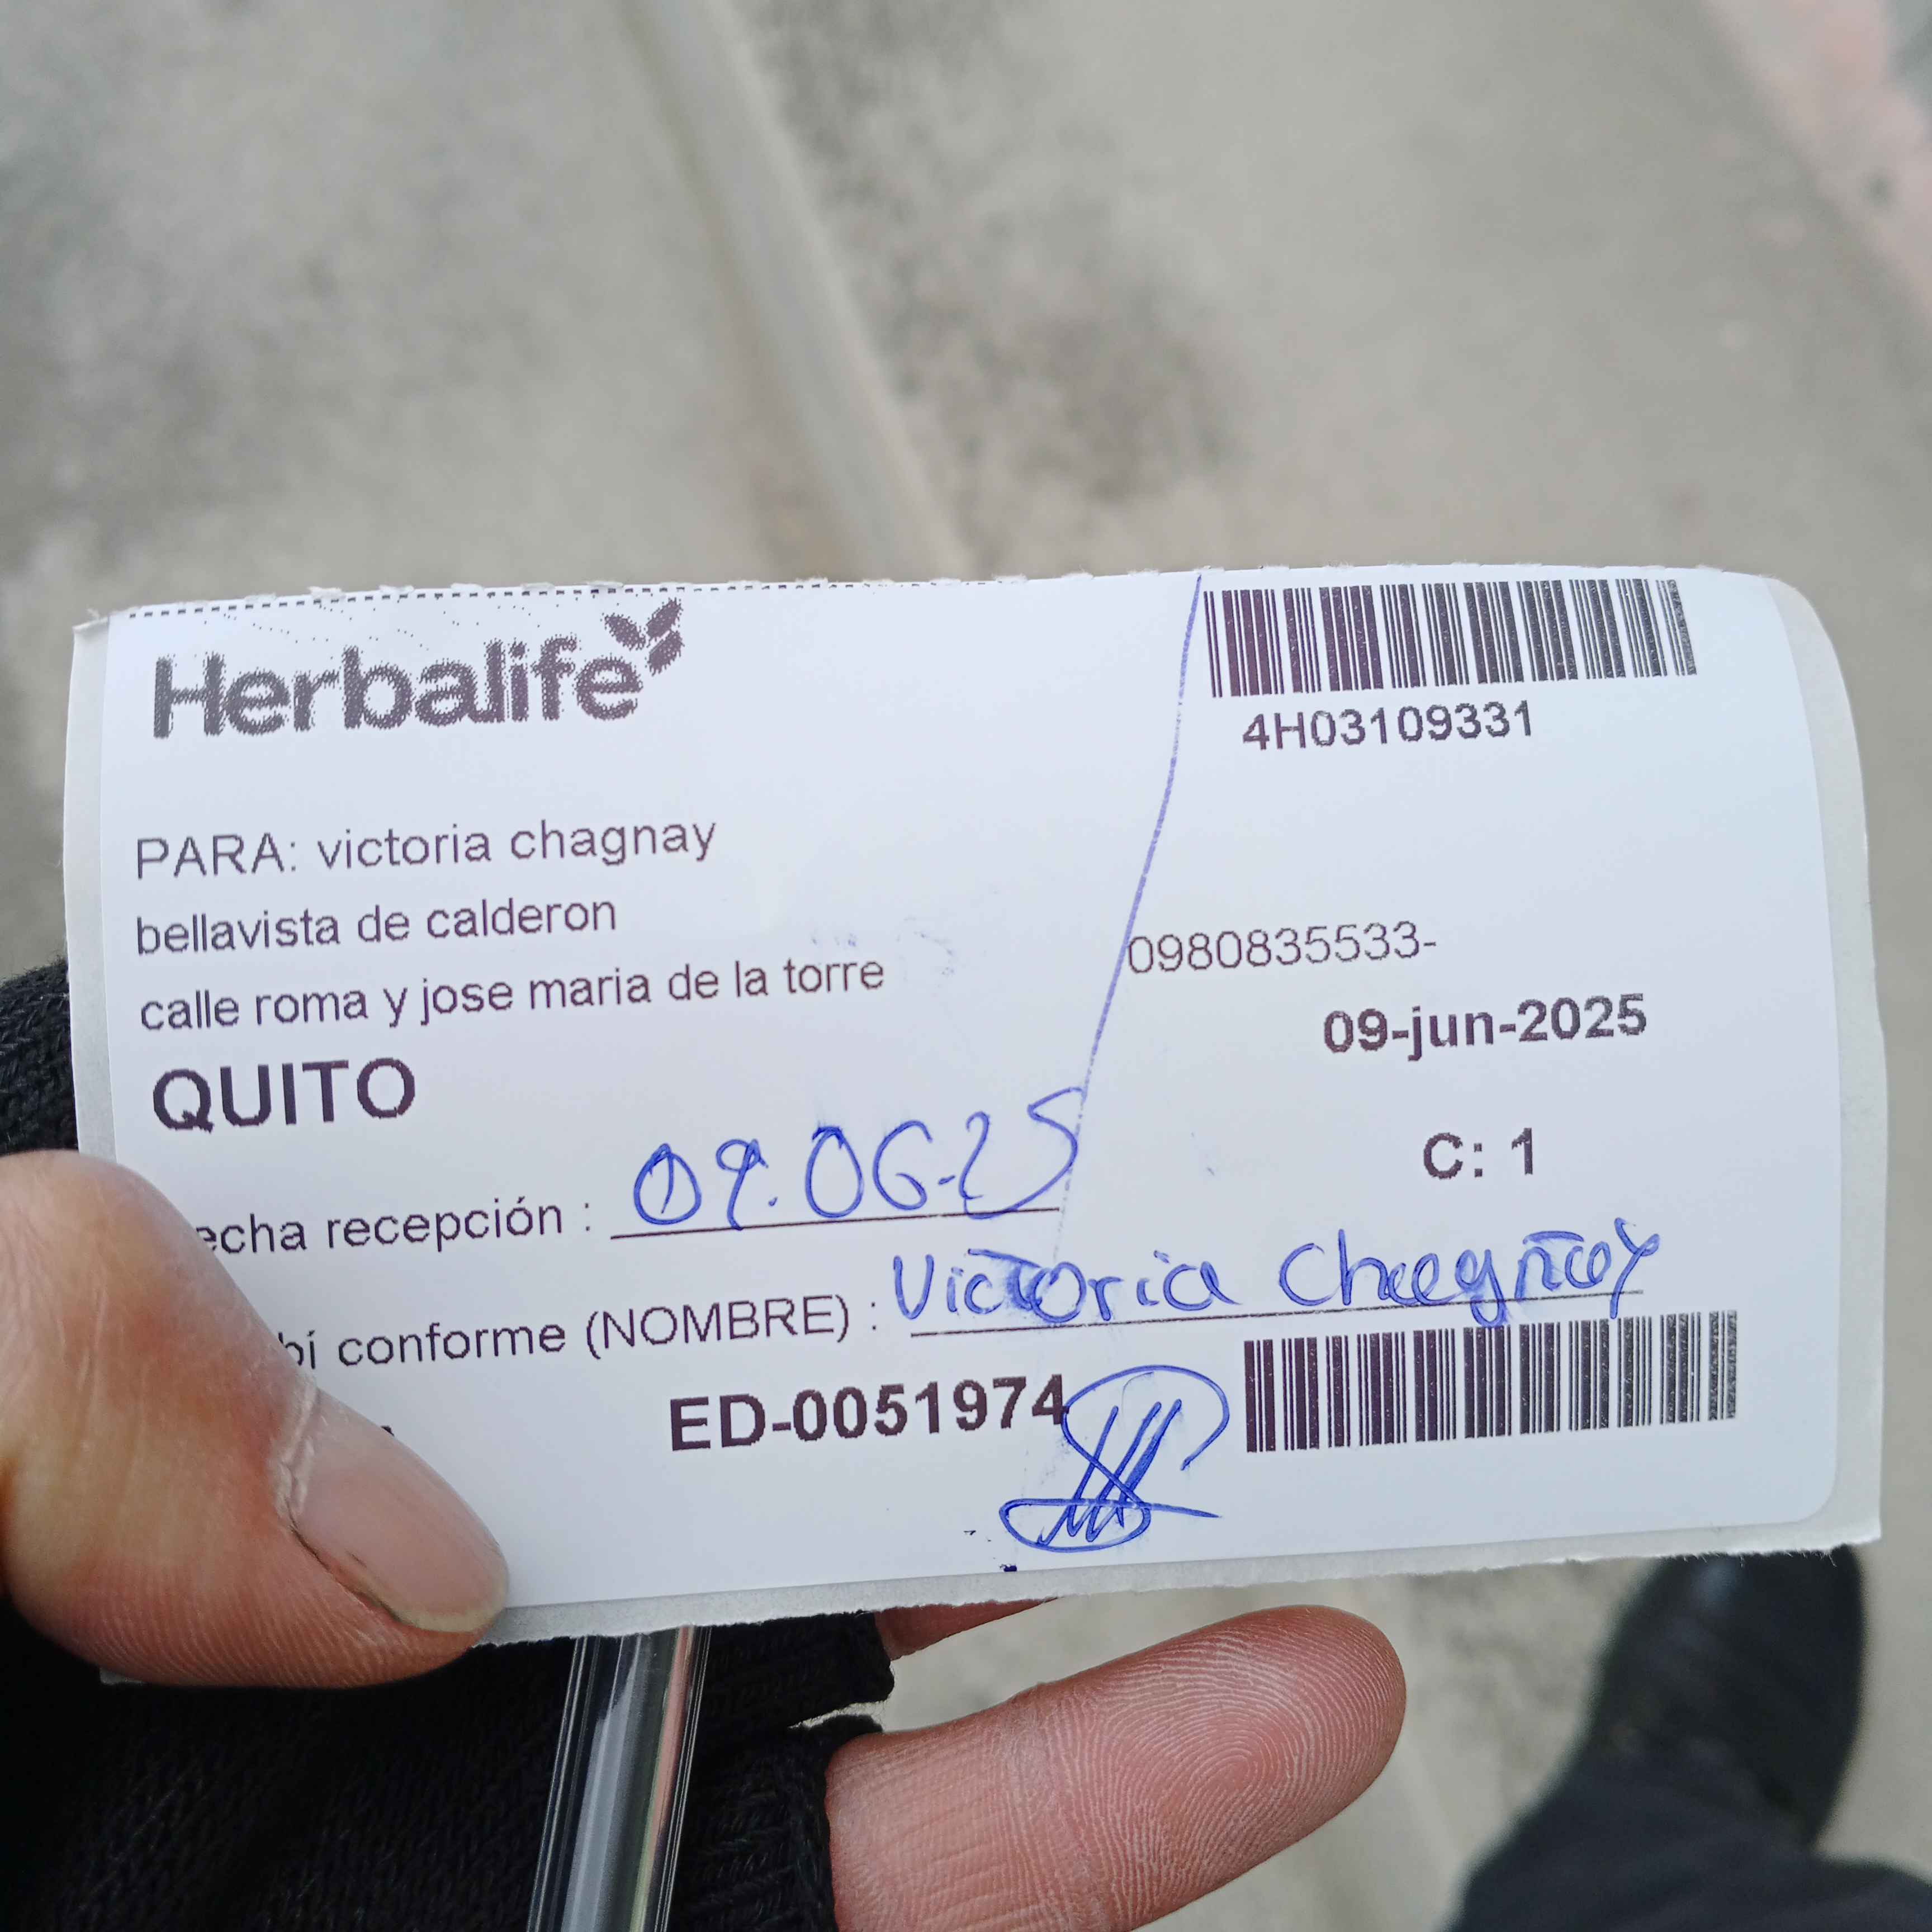 Herbalife
4H03109331
PARA: victoria chagnay
bellavista de calderon
calle roma y jose maria de la torre
0980835533-
09-jun-2025
QUITO
C: 1
echa recepción : 09.06-25
bí conforme (NOMBRE) : Victoria Chagñay
ED-0051974